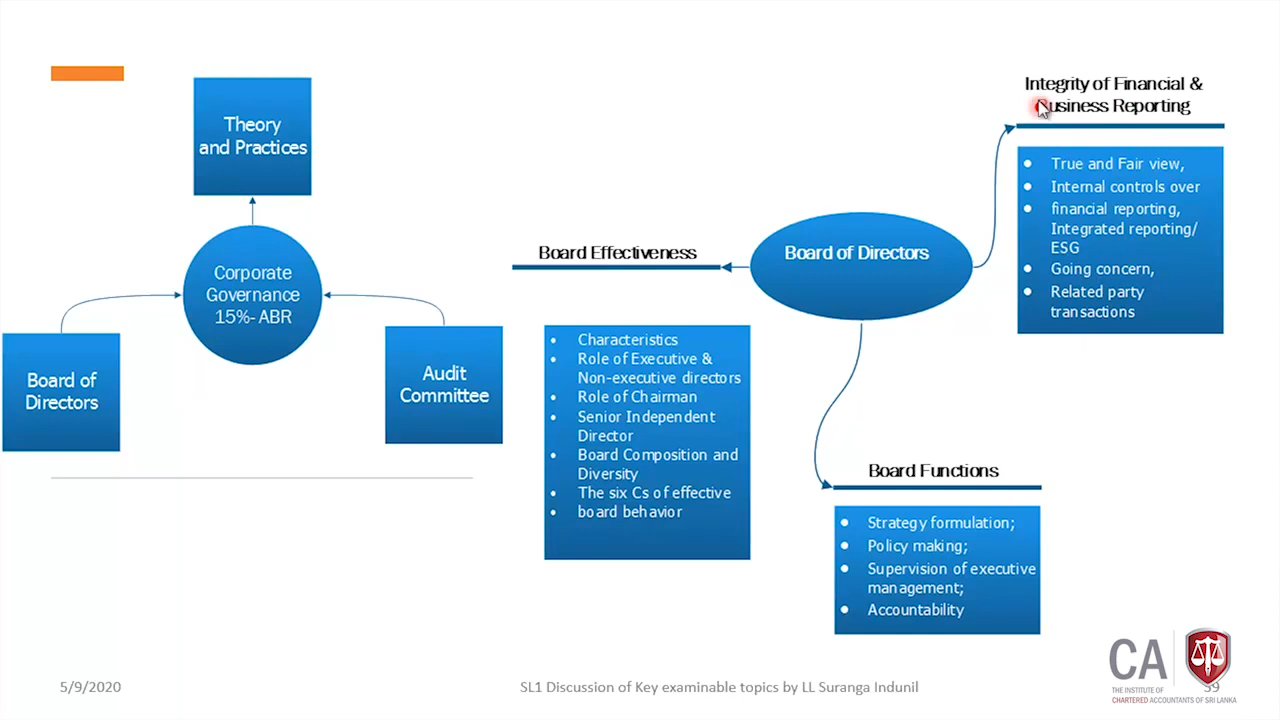 Theory
and Practices
Corporate
Governance
15%- ABR
Board of
Directors
Audit
Committee
Board Effectiveness
• Characteristics
• Role of Executive &
Non-executive directors
• Role of Chairman
• Senior Independent
Director
• Board Composition and
Diversity
• The six Cs of effective
• board behavior
Board of Directors
Integrity of Financial &
Business Reporting
• True and Fair view,
• Internal controls over
• financial reporting,
Integrated reporting/
ESG
• Going concern,
• Related party
transactions
Board Functions
• Strategy formulation;
• Policy making;
• Supervision of executive
management;
• Accountability
5/9/2020
SL1 Discussion of Key examinable topics by LL Suranga Indunil
59
CA
THE INSTITUTE OF
CHARTERED ACCOUNTANTS OF SRI LANKA